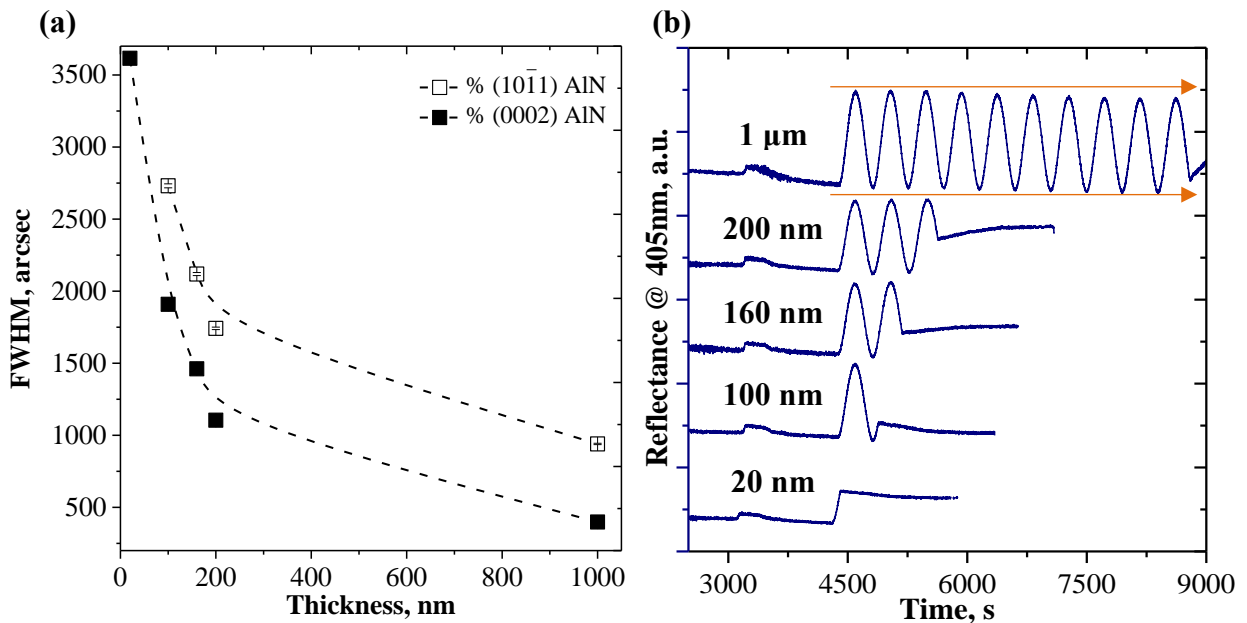 (a)
FWHM, arcsec
3500
3000
2500
2000
1500
1000
500
0
200
400
600
800
1000
Thickness, nm
% (101̅1) AlN
% (0002) AlN
(b)
Reflectance @ 405nm, a.u.
1 µm
200 nm
160 nm
100 nm
20 nm
3000
4500
6000
7500
9000
Time, s